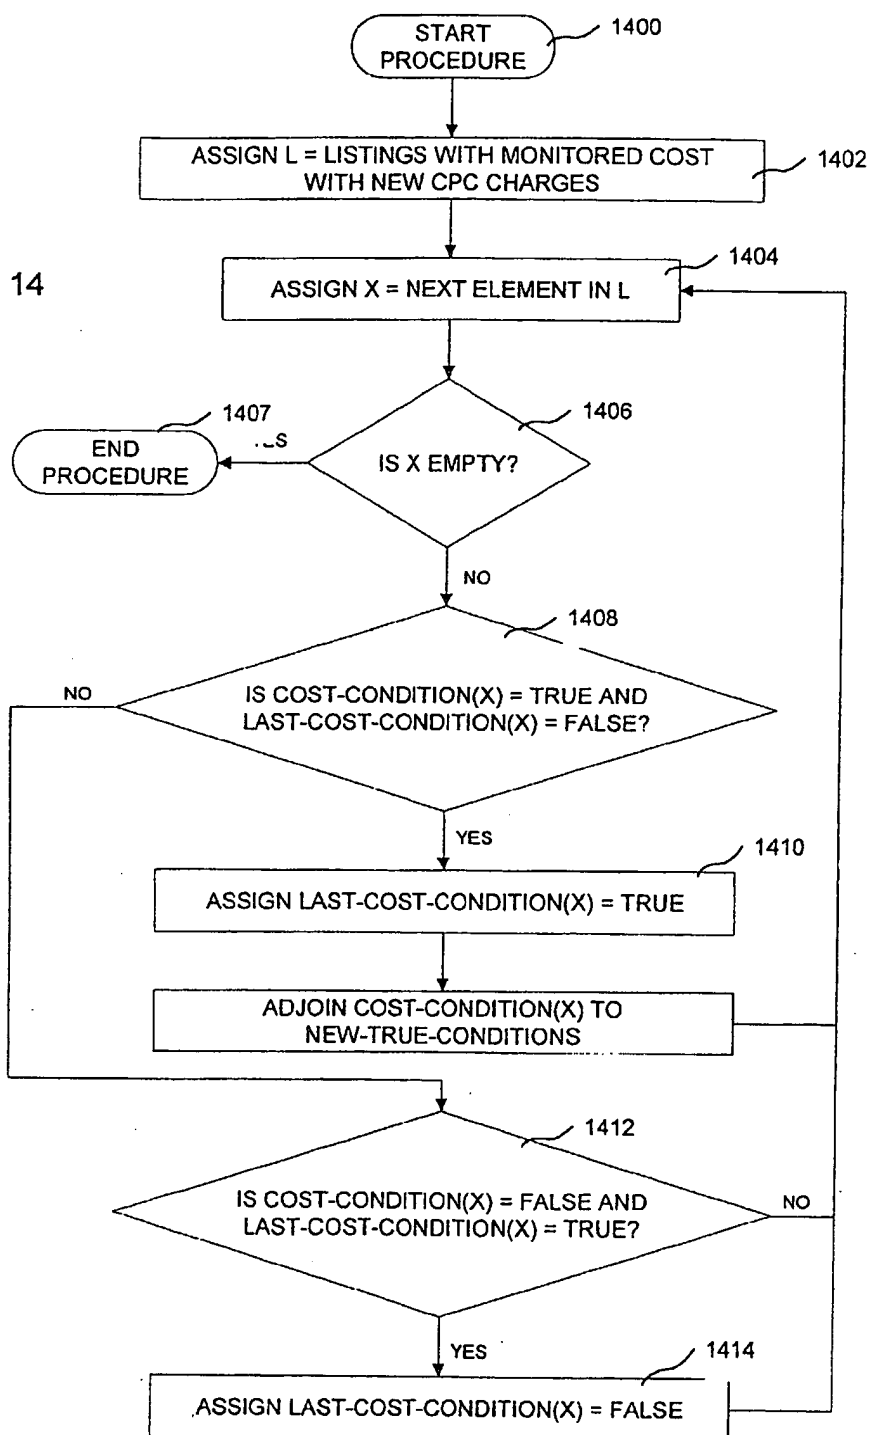 START
PROCEDURE
1400
ASSIGN L = LISTINGS WITH MONITORED COST
WITH NEW CPC CHARGES
1402
14
1404
ASSIGN X = NEXT ELEMENT IN L
1406
1407
END
PROCEDURE
IS X EMPTY?
NO
1408
NO
IS COST-CONDITION(X) = TRUE AND
LAST-COST-CONDITION(X) = FALSE?
YES
1410
ASSIGN LAST-COST-CONDITION(X) = TRUE
ADJOIN COST-CONDITION(X) TO
NEW-TRUE-CONDITIONS
1412
IS COST-CONDITION(X) = FALSE AND
LAST-COST-CONDITION(X) = TRUE?
NO
YES
1414
ASSIGN LAST-COST-CONDITION(X) = FALSE